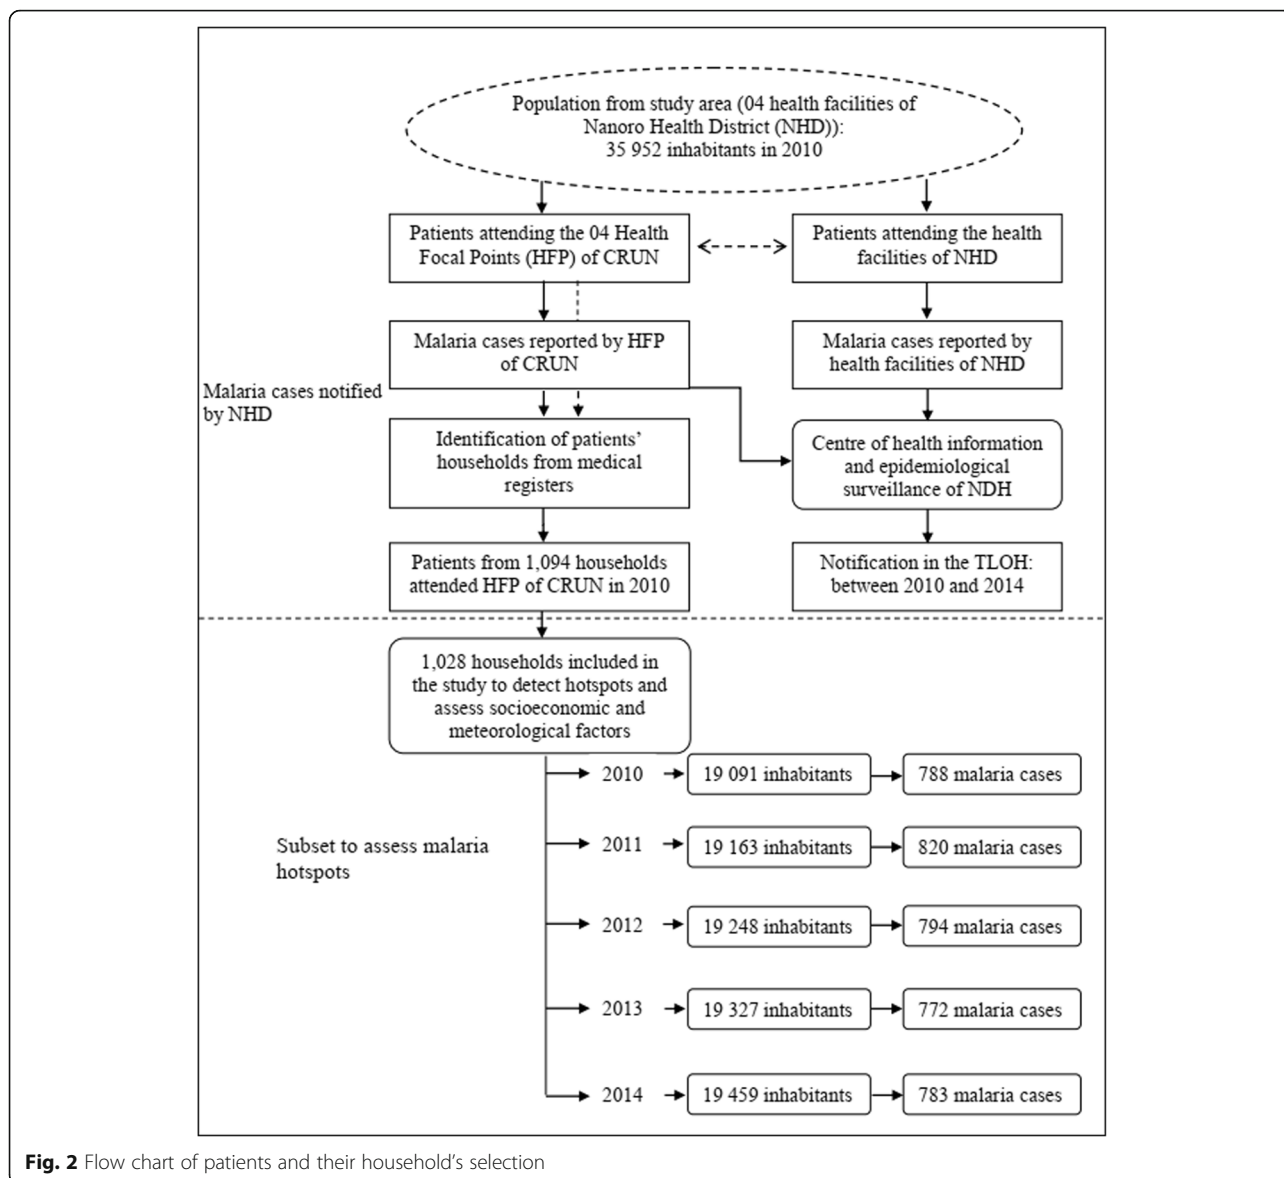 Population from study area (04 health facilities of
Nanoro Health District (NHD)):
35 952 inhabitants in 2010
Patients attending the 04 Health
Focal Points (HFP) of CRUN
Patients attending the health
facilities of NHD
Malaria cases reported by HFP
of CRUN
Malaria cases reported by
health facilities of NHD
Malaria cases notified
by NHD
Identification of patients’
households from medical
registers
Centre of health information
and epidemiological
surveillance of NDH
Patients from 1,094 households
attended HFP of CRUN in 2010
Notification in the TLOH:
between 2010 and 2014
1,028 households included in
the study to detect hotspots and
assess socioeconomic and
meteorological factors
Subset to assess malaria
hotspots
2010 19 091 inhabitants 788 malaria cases
2011 19 163 inhabitants 820 malaria cases
2012 19 248 inhabitants 794 malaria cases
2013 19 327 inhabitants 772 malaria cases
2014 19 459 inhabitants 783 malaria cases
Fig. 2 Flow chart of patients and their household’s selection